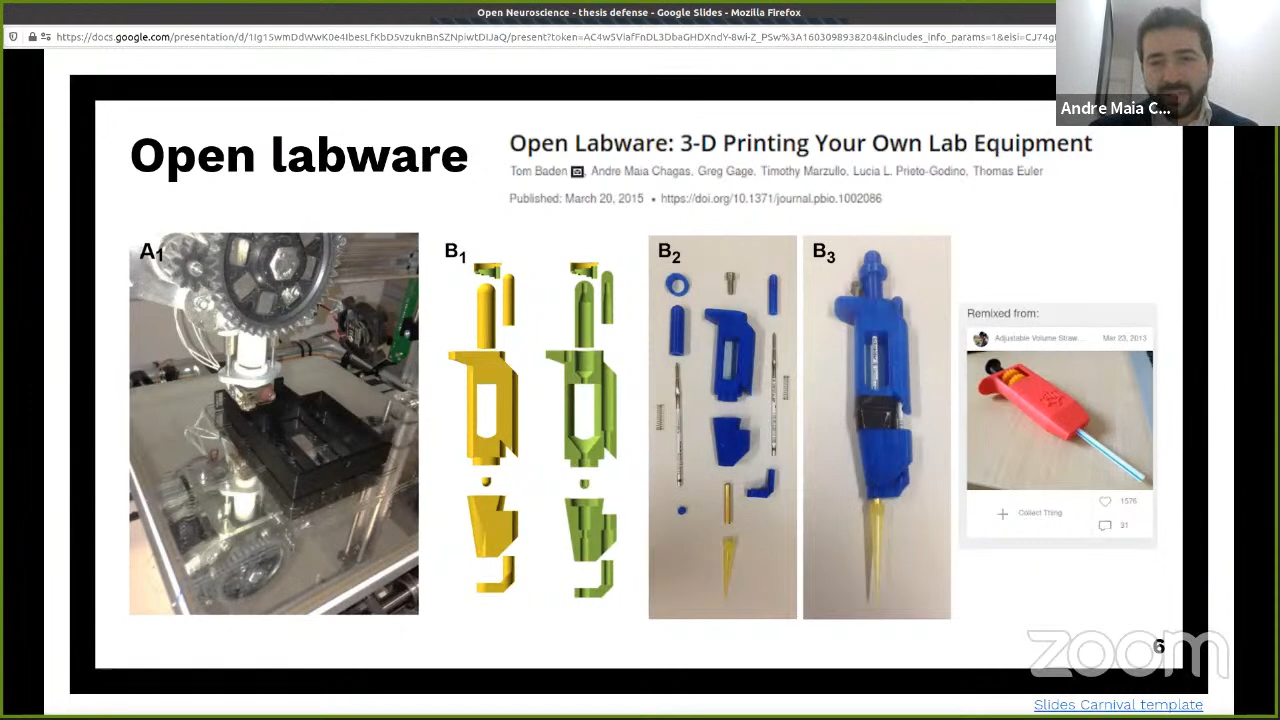 Open Neuroscience - thesis defense - Google Slides - Mozilla Firefox
Andre Maia C...
Open labware
Open Labware: 3-D Printing Your Own Lab Equipment
Tom Baden, Andre Maia Chagas, Greg Gage, Timothy Marzullo, Lucia L. Prieto-Godino, Thomas Euler
Published: March 20, 2015 • https://doi.org/10.1371/journal.pbio.1002086
A1
B1
B2
B3
Remixed from:
Adjustable Volume Straw... Mar 23, 2013
Collect Thing
1576
31
6
zoom
Slides Carnival template